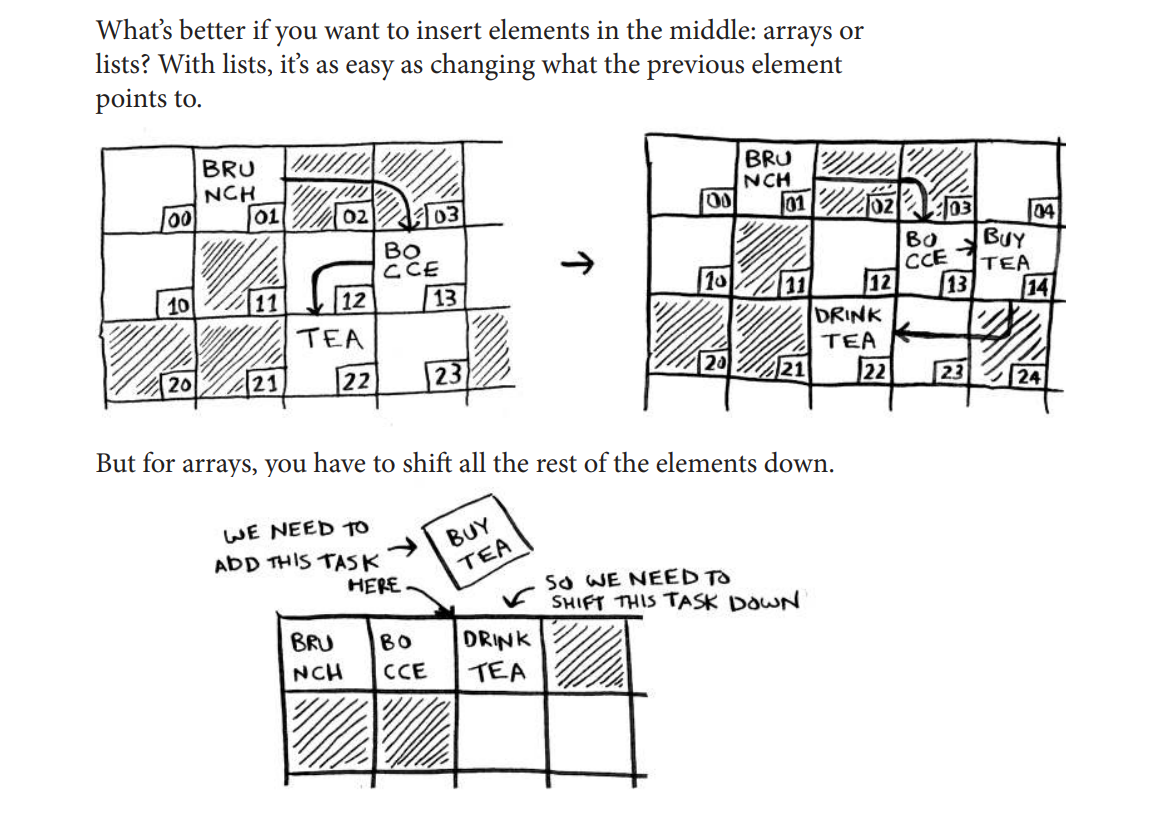 What’s better if you want to insert elements in the middle: arrays or
lists? With lists, it’s as easy as changing what the previous element
points to.
BRU
NCH
00
01
02
03
BO
CCE
10
11
12
13
TEA
20
21
22
23
→
BRU
NCH
00
01
02
03
04
BO
CCE
BUY
TEA
10
11
12
13
14
DRINK
TEA
20
21
22
23
24
But for arrays, you have to shift all the rest of the elements down.
WE NEED TO
ADD THIS TASK
HERE
BUY
TEA
SO WE NEED TO
SHIFT THIS TASK DOWN
BRU
NCH
BO
CCE
DRINK
TEA